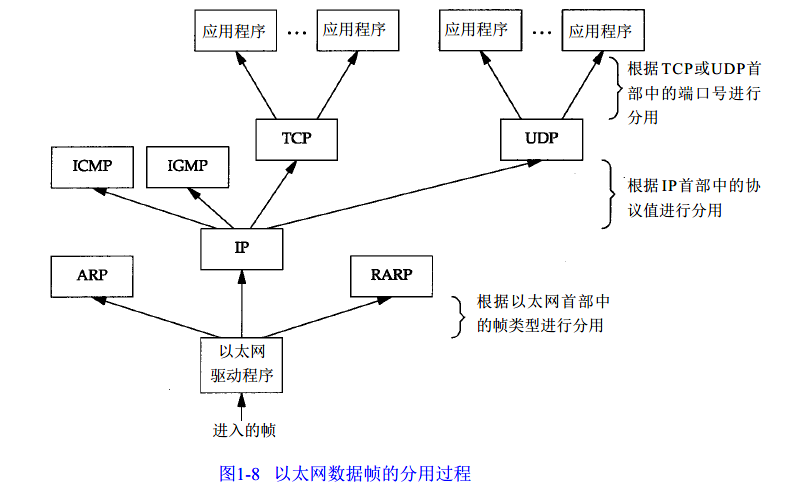 应用程序 … 应用程序 应用程序 … 应用程序
根据TCP或UDP首
部中的端口号进行
分用
TCP UDP
ICMP IGMP
根据IP首部中的协
议值进行分用
IP
ARP RARP
根据以太网首部中
的帧类型进行分用
以太网
驱动程序
进入的帧
图1-8 以太网数据帧的分用过程